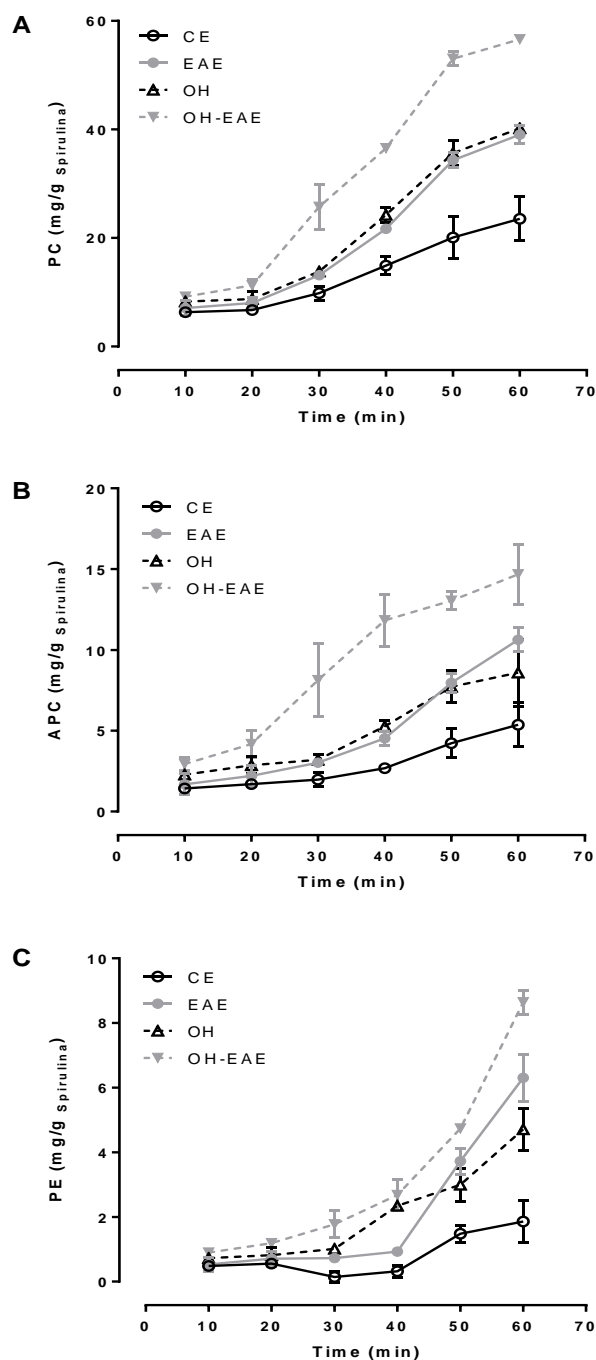 A
60
40
20
0
PC (mg/g Spirulina)
CE
EAE
OH
OH-EAE
0 10 20 30 40 50 60 70
Time (min)
B
20
15
10
5
0
APC (mg/g Spirulina)
CE
EAE
OH
OH-EAE
0 10 20 30 40 50 60 70
Time (min)
C
10
8
6
4
2
0
PE (mg/g Spirulina)
CE
EAE
OH
OH-EAE
0 10 20 30 40 50 60 70
Time (min)